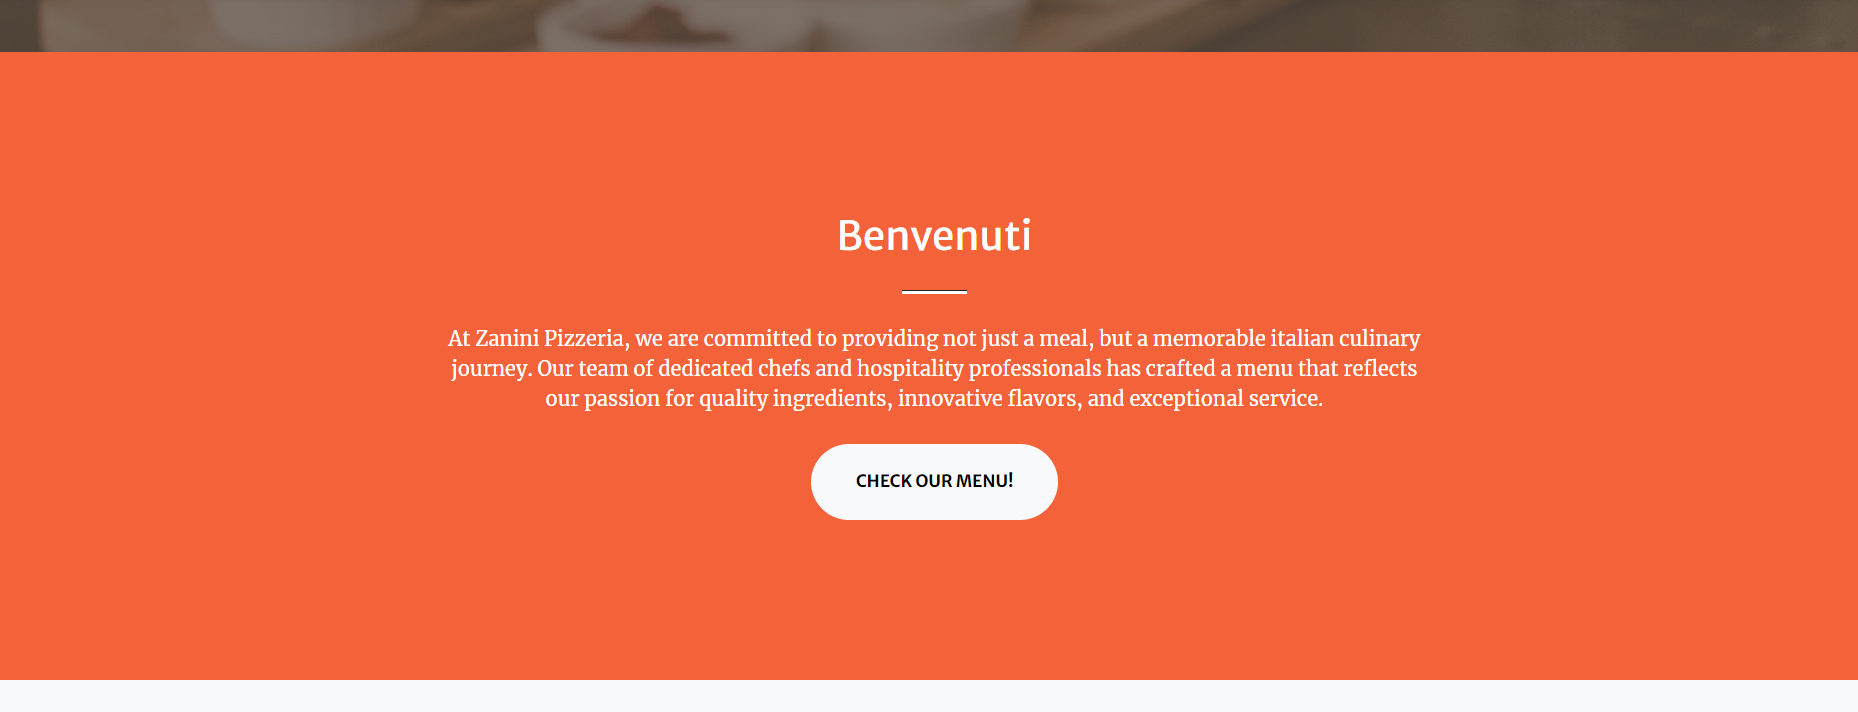 Benvenuti
At Zanini Pizzeria, we are committed to providing not just a meal, but a memorable italian culinary
journey. Our team of dedicated chefs and hospitality professionals has crafted a menu that reflects
our passion for quality ingredients, innovative flavors, and exceptional service.
CHECK OUR MENU!